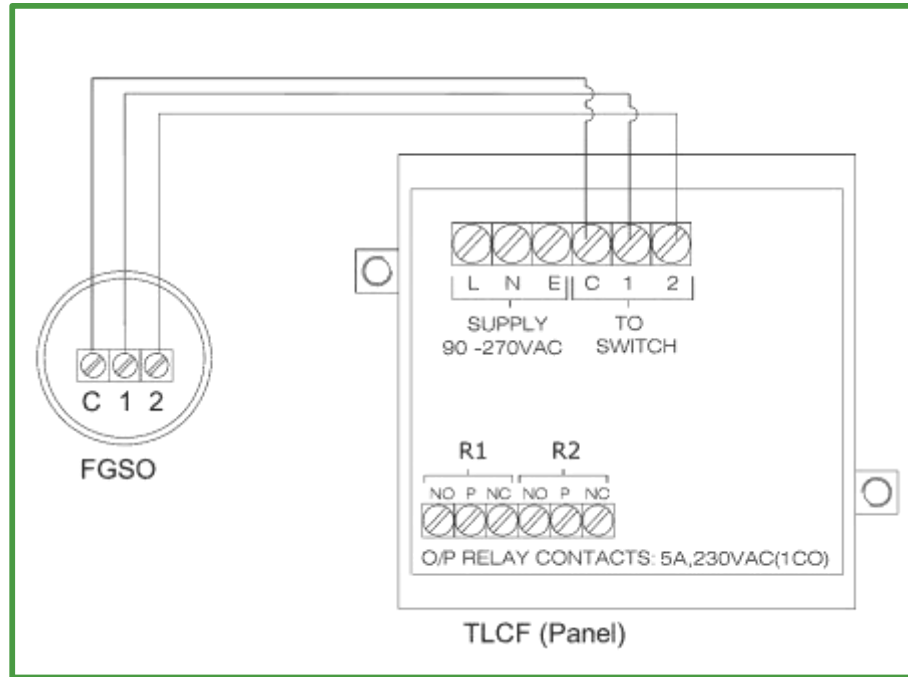 L N E C 1 2
SUPPLY TO
90 -270VAC SWITCH
C 1 2
FGSO
R1 R2
NO P NC NO P NC
O/P RELAY CONTACTS: 5A,230VAC(1CO)
TLCF (Panel)